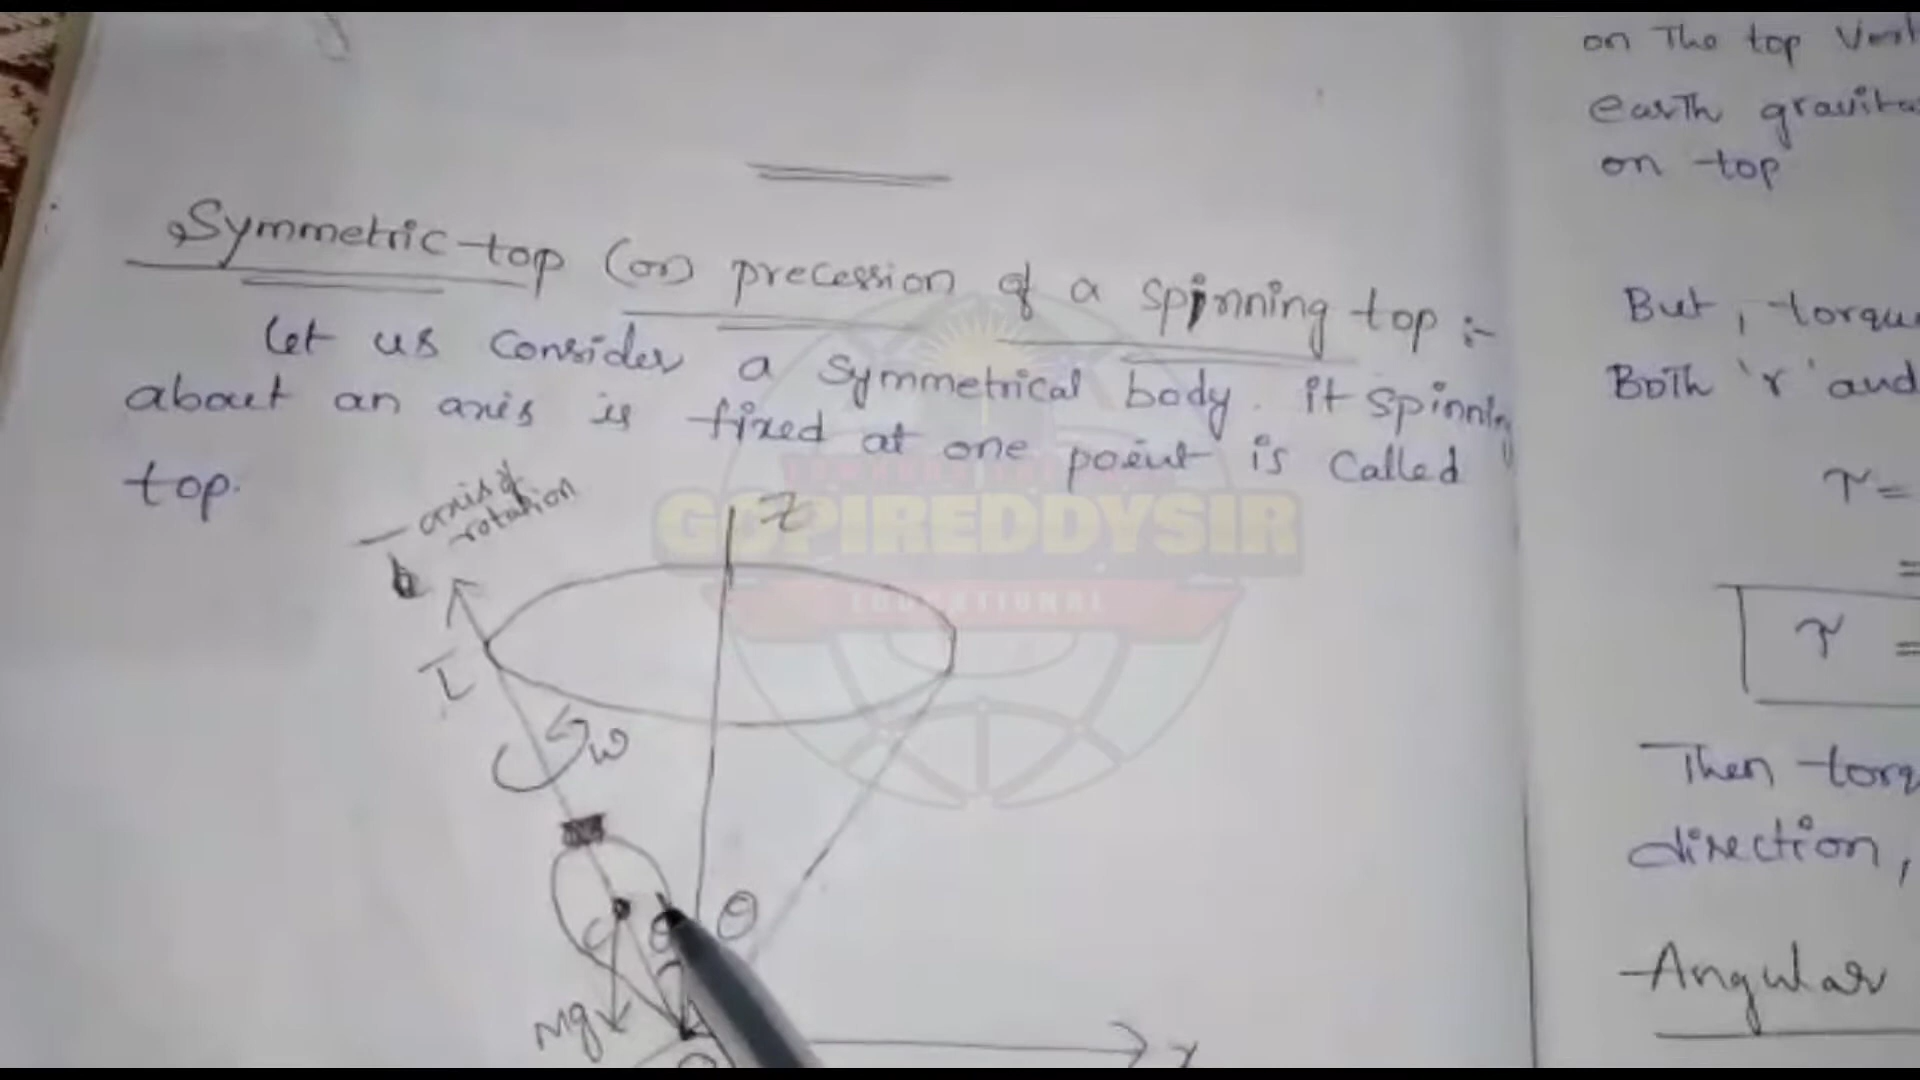 Symmetric top (or) precession of a spinning top :-
Let us consider a symmetrical body. it spinning
about an axis is fixed at one point is called
top.
axis of
rotation
Z
L
ω
C
θ
θ
Mg
O
on The top
earth
on top
But, torque
Both 'r' and
τ =
=
τ =
Then
direction,
Angular
GOPIREDDYSIR
EDUCATIONAL